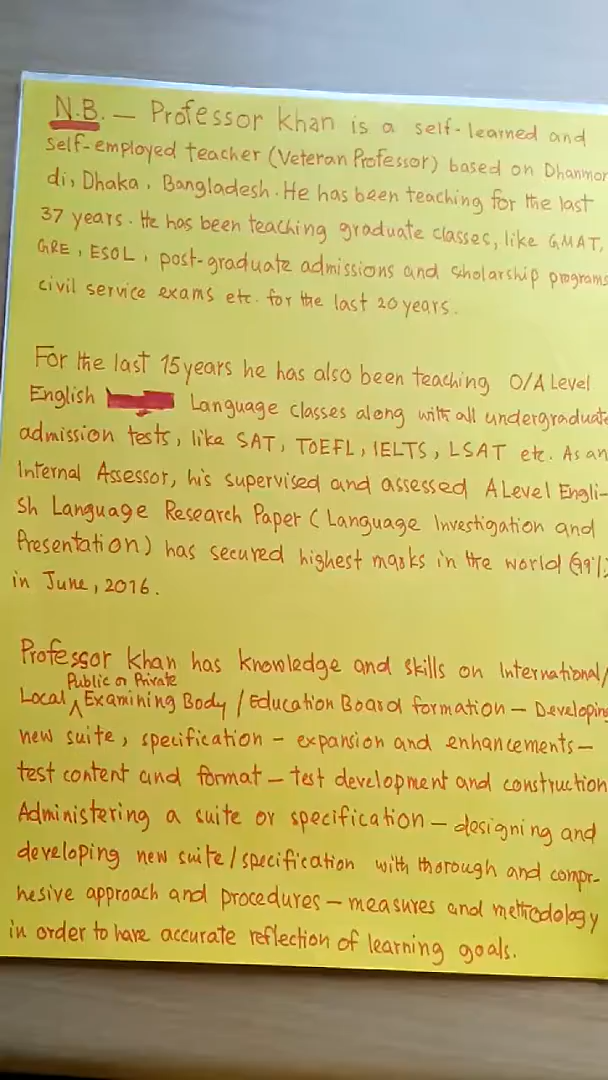 N.B. — Professor Khan is a self-learned and
self-employed teacher (Veteran Professor) based on Dhanmon
di, Dhaka, Bangladesh. He has been teaching for the last
37 years. He has been teaching graduate classes, like GMAT,
GRE, ESOL, post-graduate admissions and scholarship programs
civil service exams etc. for the last 20 years.
For the last 15 years he has also been teaching O/A Level
English Language classes along with all undergraduate
admission tests, like SAT, TOEFL, IELTS, LSAT etc. As an
Internal Assessor, his supervised and assessed A Level Engli-
sh Language Research Paper (Language Investigation and
Presentation) has secured highest marks in the world (99%)
in June, 2016.
Professor Khan has knowledge and skills on International/
Public or Private
Local ^ Examining Body / Education Board formation — Developing
new suite, specification — expansion and enhancements —
test content and format — test development and construction
Administering a suite or specification — designing and
developing new suite/specification with thorough and compr-
hesive approach and procedures — measures and methodology
in order to have accurate reflection of learning goals.